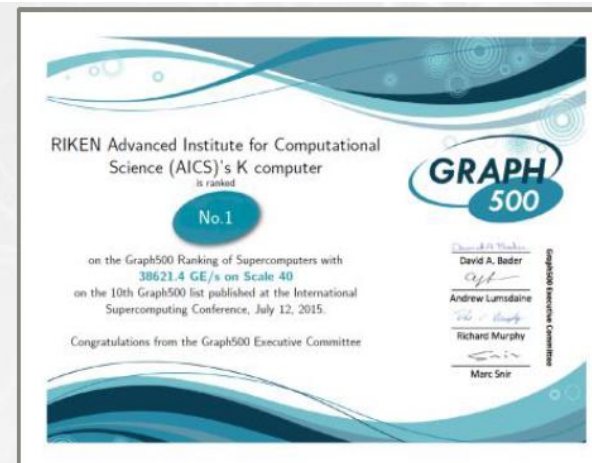 RIKEN Advanced Institute for Computational
Science (AICS)'s K computer
is ranked
No.1
on the Graph500 Ranking of Supercomputers with
38621.4 GE/s on Scale 40
on the 10th Graph500 list published at the International
Supercomputing Conference, July 12, 2015.
Congratulations from the Graph500 Executive Committee
GRAPH
500
David A. Bader
David A. Bader
Andrew Lumsdaine
Richard Murphy
Marc Snir
Graph500 Executive Committee